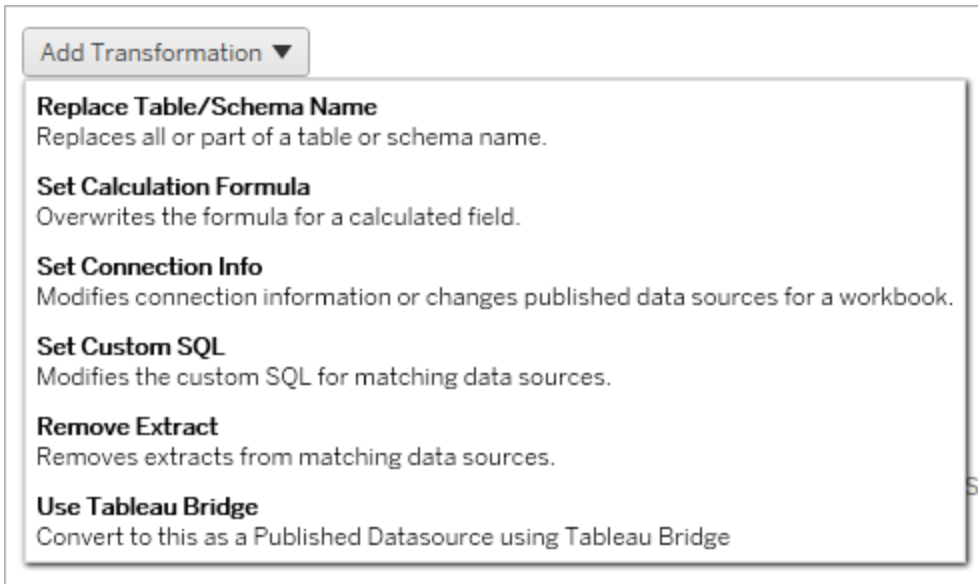 Add Transformation ▼
Replace Table/Schema Name
Replaces all or part of a table or schema name.
Set Calculation Formula
Overwrites the formula for a calculated field.
Set Connection Info
Modifies connection information or changes published data sources for a workbook.
Set Custom SQL
Modifies the custom SQL for matching data sources.
Remove Extract
Removes extracts from matching data sources.
Use Tableau Bridge
Convert to this as a Published Datasource using Tableau Bridge